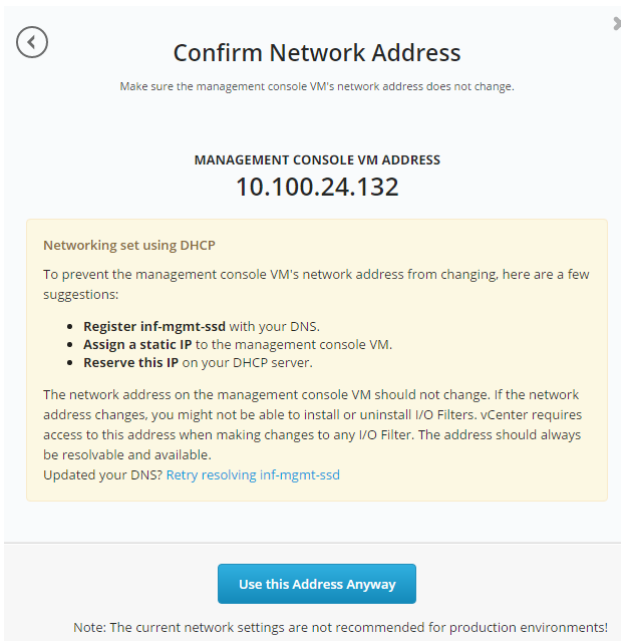 Confirm Network Address
Make sure the management console VM's network address does not change.
MANAGEMENT CONSOLE VM ADDRESS
10.100.24.132
Networking set using DHCP
To prevent the management console VM's network address from changing, here are a few
suggestions:
• Register inf-mgmt-ssd with your DNS.
• Assign a static IP to the management console VM.
• Reserve this IP on your DHCP server.
The network address on the management console VM should not change. If the network
address changes, you might not be able to install or uninstall I/O Filters. vCenter requires
access to this address when making changes to any I/O Filter. The address should always
be resolvable and available.
Updated your DNS? Retry resolving inf-mgmt-ssd
Use this Address Anyway
Note: The current network settings are not recommended for production environments!